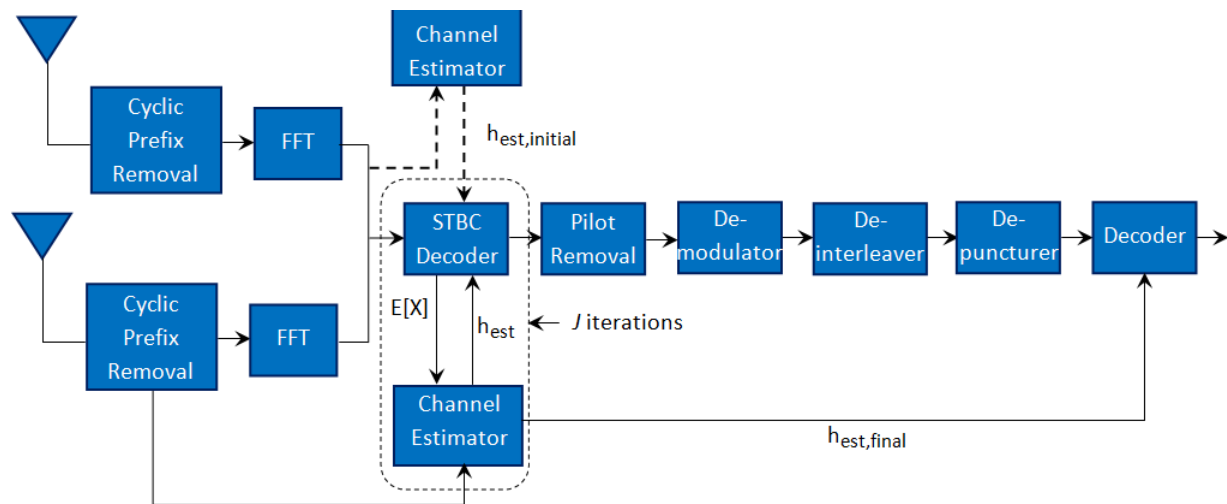 Channel
Estimator
Cyclic
Prefix
Removal
FFT
h_est,initial
STBC
Decoder
Pilot
Removal
De-
modulator
De-
interleaver
De-
puncturer
Decoder
Cyclic
Prefix
Removal
FFT
E[X]
h_est
J iterations
Channel
Estimator
h_est,final